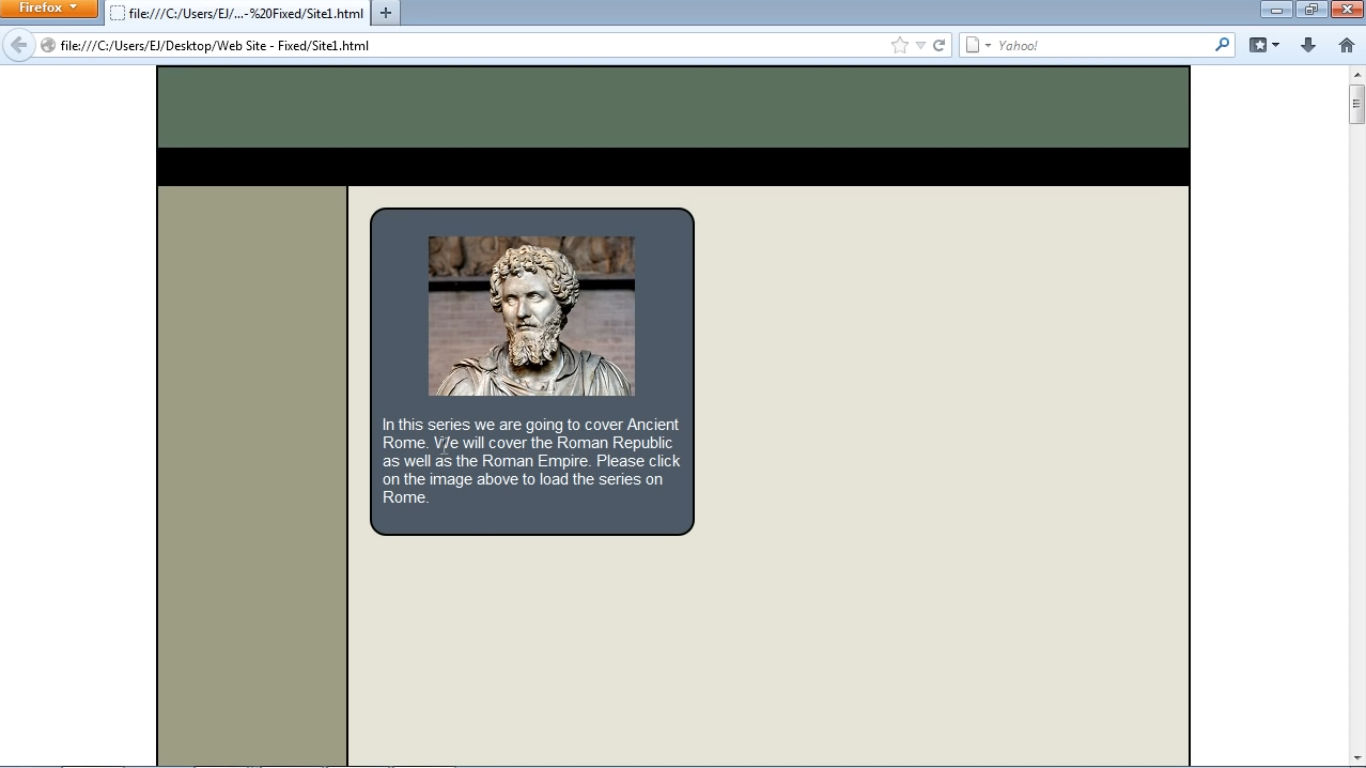 Firefox
file:///C:/Users/EJ/...-%20Fixed/Site1.html
file:///C:/Users/EJ/Desktop/Web Site - Fixed/Site1.html
Yahoo!
In this series we are going to cover Ancient
Rome. We will cover the Roman Republic
as well as the Roman Empire. Please click
on the image above to load the series on
Rome.